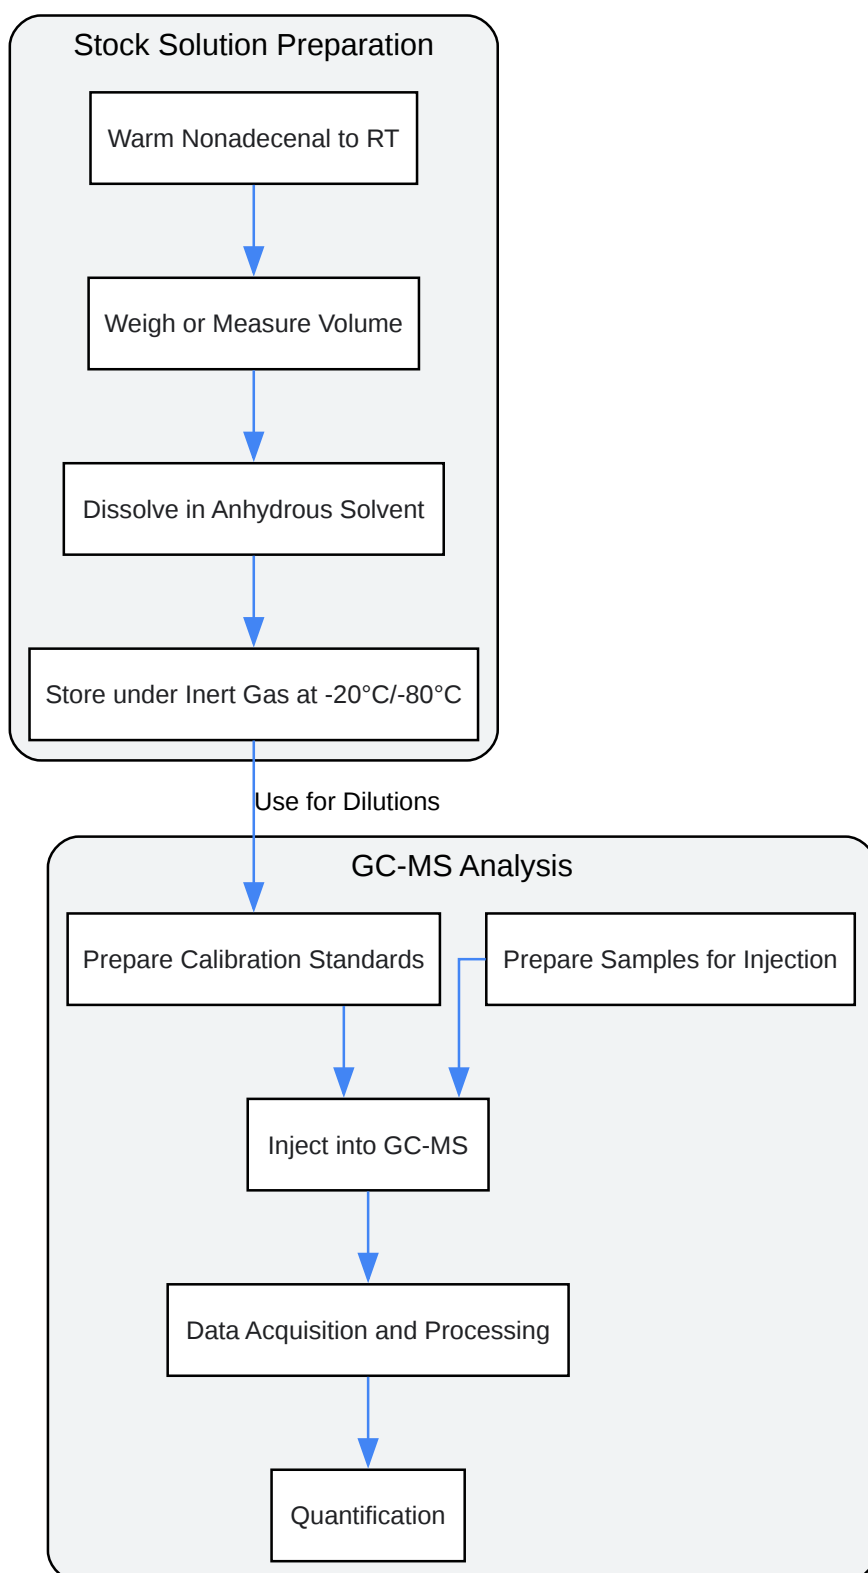 Stock Solution Preparation
Warm Nonadecenal to RT
Weigh or Measure Volume
Dissolve in Anhydrous Solvent
Store under Inert Gas at -20°C/-80°C
Use for Dilutions
GC-MS Analysis
Prepare Calibration Standards
Prepare Samples for Injection
Inject into GC-MS
Data Acquisition and Processing
Quantification